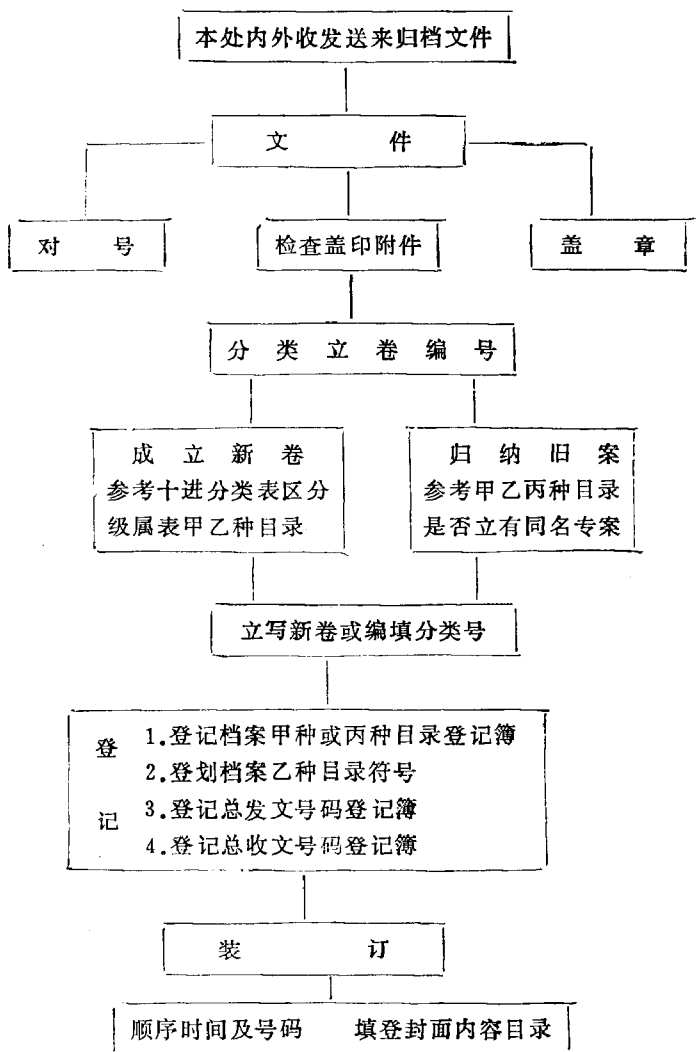 本处内外收发送来归档文件
文 件
对 号
检查盖印附件
盖 章
分 类 立 卷 编 号
成 立 新 卷
参考十进分类表区分
级属表甲乙种目录
归 纳 旧 案
参考甲乙丙种目录
是否立有同名专案
立写新卷或编填分类号
登记
1.登记档案甲种或丙种目录登记簿
2.登划档案乙种目录符号
3.登记总发文号码登记簿
4.登记总收文号码登记簿
装 订
顺序时间及号码 填登封面内容目录